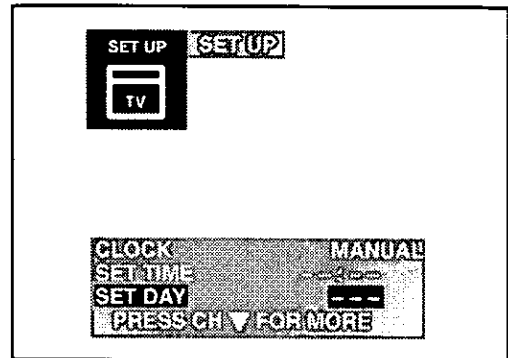 SET UP SET UP
TV
CLOCK MANUAL
SET TIME --:--
SET DAY ---
PRESS CH ▼ FOR MORE